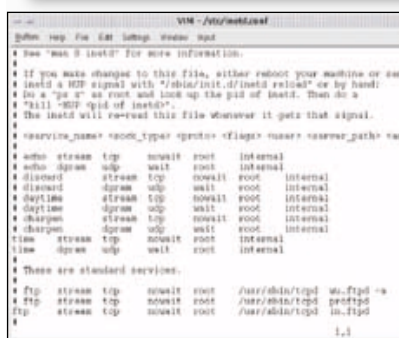 VIM - /etc/inetd.conf
Help File Edit Settings Window Input
# See "man 8 inetd" for more information.
#
# If you make changes to this file, either reboot your machine or
# inetd a HUP signal with "/sbin/init.d/inetd reload" or by hand:
# Do a "ps x" as root and look up the pid of inetd. Then do a
# "kill -HUP <pid of inetd>".
# The inetd will re-read this file whenever it gets that signal.
#
# <service_name> <sock_type> <proto> <flags> <user> <server_path>
#
# echo stream tcp nowait root internal
# echo dgram udp wait root internal
# discard stream tcp nowait root internal
# discard dgram udp wait root internal
# daytime stream tcp nowait root internal
# daytime dgram udp wait root internal
# chargen stream tcp nowait root internal
# chargen dgram udp wait root internal
time stream tcp nowait root internal
time dgram udp wait root internal
#
# These are standard services.
#
# ftp stream tcp nowait root /usr/sbin/tcpd wu.ftpd -a
# ftp stream tcp nowait root /usr/sbin/tcpd proftpd
ftp stream tcp nowait root /usr/sbin/tcpd in.ftpd
#
1,1